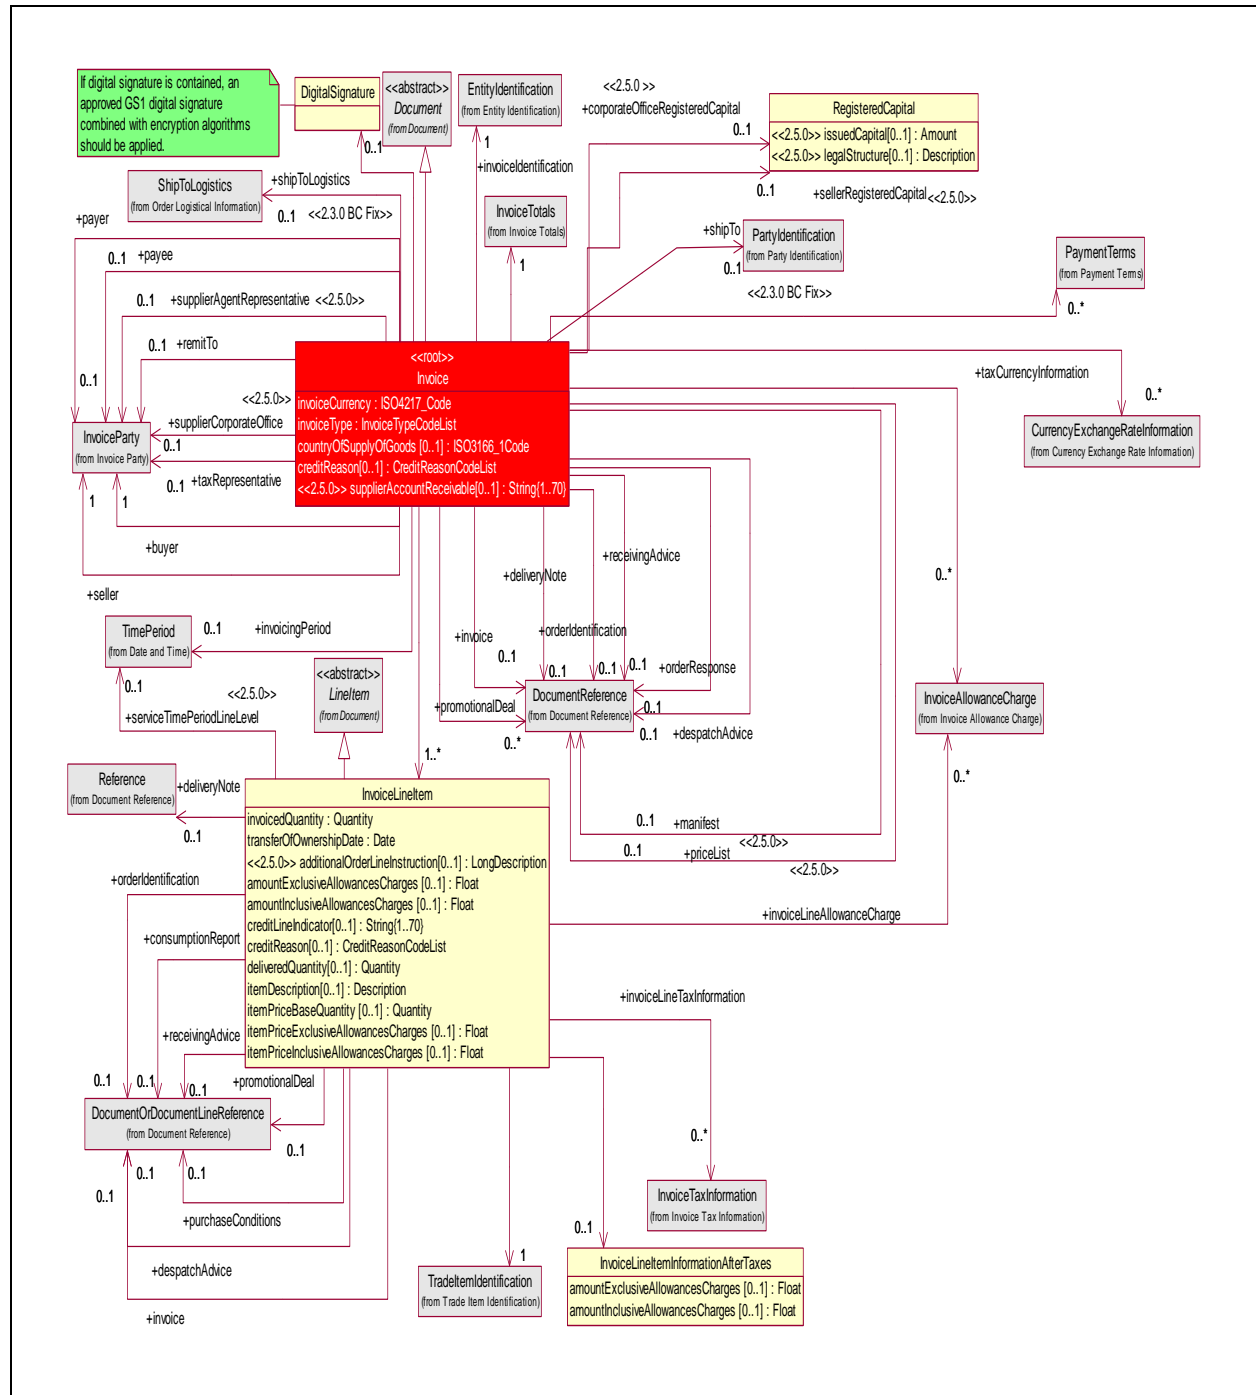 If digital signature is contained, an
approved GS1 digital signature
combined with encryption algorithms
should be applied.
DigitalSignature
0..1
<<abstract>>
Document
(from Document)
EntityIdentification
(from Entity Identification)
1
+invoiceIdentification
<<2.5.0 >>
+corporateOfficeRegisteredCapital
0..1
RegisteredCapital
<<2.5.0>> issuedCapital[0..1] : Amount
<<2.5.0>> legalStructure[0..1] : Description
0..1
+sellerRegisteredCapital
<<2.5.0>>
ShipToLogistics
(from Order Logistical Information)
+shipToLogistics
0..1
<<2.3.0 BC Fix>>
InvoiceTotals
(from Invoice Totals)
1
+shipTo
0..1
PartyIdentification
(from Party Identification)
<<2.3.0 BC Fix>>
PaymentTerms
(from Payment Terms)
0..*
+payer
0..1
+payee
0..1
+supplierAgentRepresentative
<<2.5.0>>
0..1
+remitTo
0..1
<<2.5.0 >>
+supplierCorporateOffice
0..1
InvoiceParty
(from Invoice Party)
0..1
+taxRepresentative
1
1
+buyer
+seller
<<root>>
Invoice
invoiceCurrency : ISO4217_Code
invoiceType : InvoiceTypeCodeList
countryOfSupplyOfGoods [0..1] : ISO3166_1Code
creditReason[0..1] : CreditReasonCodeList
<<2.5.0>> supplierAccountReceivable[0..1] : String{1..70}
+taxCurrencyInformation
0..*
CurrencyExchangeRateInformation
(from Currency Exchange Rate Information)
TimePeriod
(from Date and Time)
0..1
+invoicingPeriod
0..1
<<2.5.0 >>
+serviceTimePeriodLineLevel
<<abstract>>
LineItem
(from Document)
1..*
+deliveryNote
+receivingAdvice
+invoice
+orderIdentification
0..1
0..1
0..1
0..1
+orderResponse
DocumentReference
(from Document Reference)
0..1
+promotionalDeal
0..*
0..1
+despatchAdvice
0..*
InvoiceAllowanceCharge
(from Invoice Allowance Charge)
0..*
0..1
+manifest
<<2.5.0 >>
0..1
+priceList
<<2.5.0 >>
Reference
(from Document Reference)
+deliveryNote
0..1
InvoiceLineItem
invoicedQuantity : Quantity
transferOfOwnershipDate : Date
<<2.5.0>> additionalOrderLineInstruction[0..1] : LongDescription
amountExclusiveAllowancesCharges [0..1] : Float
amountInclusiveAllowancesCharges [0..1] : Float
creditLineIndicator[0..1] : String{1..70}
creditReason[0..1] : CreditReasonCodeList
deliveredQuantity[0..1] : Quantity
itemDescription[0..1] : Description
itemPriceBaseQuantity [0..1] : Quantity
itemPriceExclusiveAllowancesCharges [0..1] : Float
itemPriceInclusiveAllowancesCharges [0..1] : Float
+invoiceLineAllowanceCharge
+orderIdentification
+consumptionReport
+receivingAdvice
+promotionalDeal
0..1
0..1
0..1
DocumentOrDocumentLineReference
(from Document Reference)
0..1
0..1
0..1
0..1
+purchaseConditions
+despatchAdvice
+invoice
+invoiceLineTaxInformation
0..*
InvoiceTaxInformation
(from Invoice Tax Information)
1
TradeItemIdentification
(from Trade Item Identification)
0..1
InvoiceLineItemInformationAfterTaxes
amountExclusiveAllowancesCharges [0..1] : Float
amountInclusiveAllowancesCharges [0..1] : Float